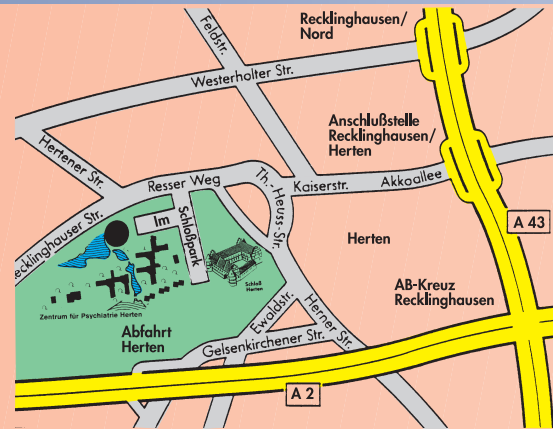 Recklinghausen/
Nord
Feldstr.
Westerholter Str.
Anschlußstelle
Recklinghausen/
Herten
Hertener Str.
Resser Weg
Th.-Heuss-Str.
Kaiserstr.
Akkoallee
Recklinghauser Str.
Im
Schloßpark
A 43
Herten
Schloß
Herten
AB-Kreuz
Recklinghausen
Zentrum für Psychiatrie Herten
Abfahrt
Herten
Ewaldstr.
Herner Str.
Gelsenkirchener Str.
A 2